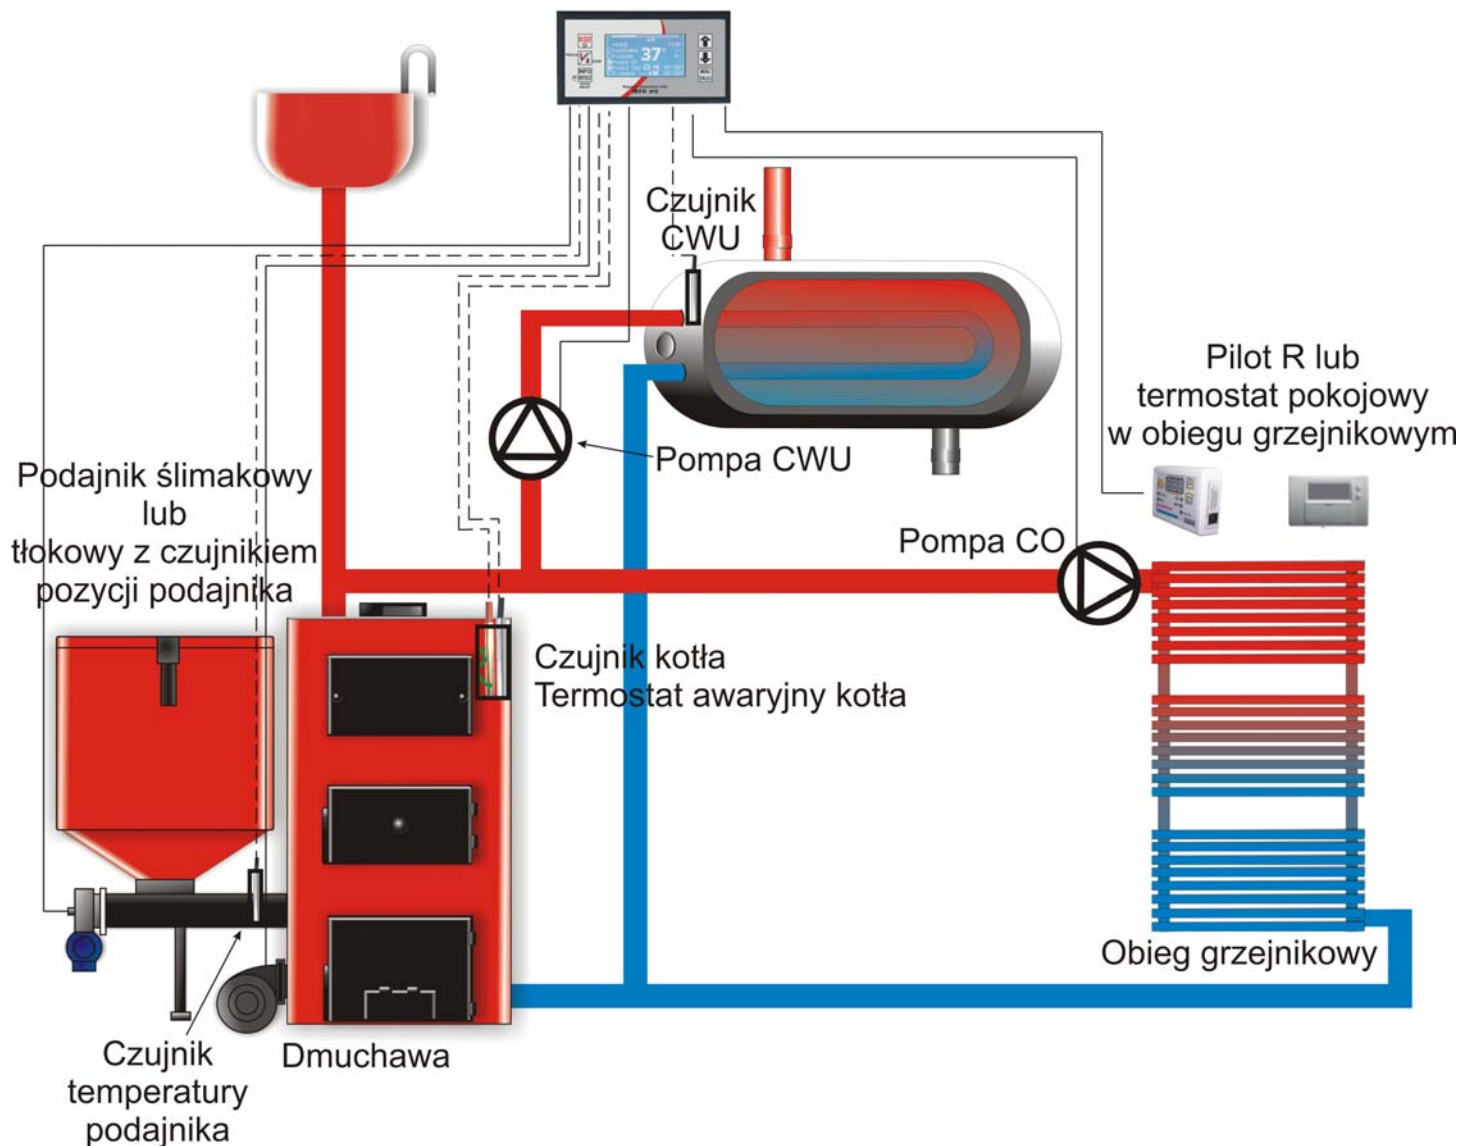 37°
Czujnik
CWU
Pilot R lub
termostat pokojowy
w obiegu grzejnikowym
Pompa CWU
Podajnik ślimakowy
lub
tłokowy z czujnikiem
pozycji podajnika
Pompa CO
Czujnik kotła
Termostat awaryjny kotła
Obieg grzejnikowy
Czujnik
temperatury
podajnika
Dmuchawa